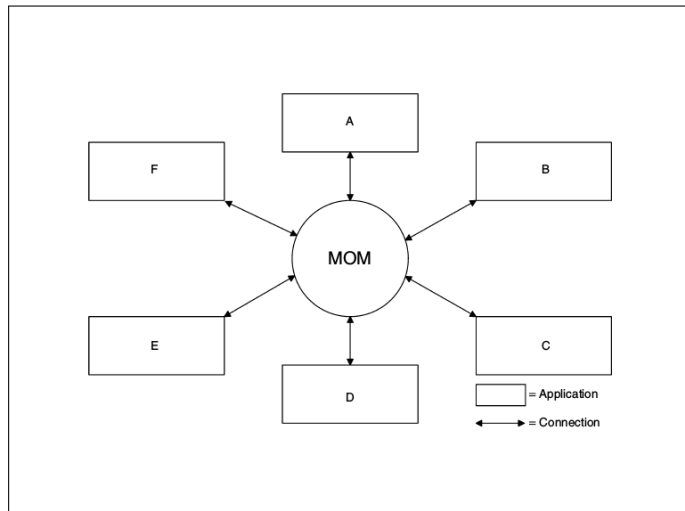 A
F
B
MOM
E
C
D
= Application
= Connection